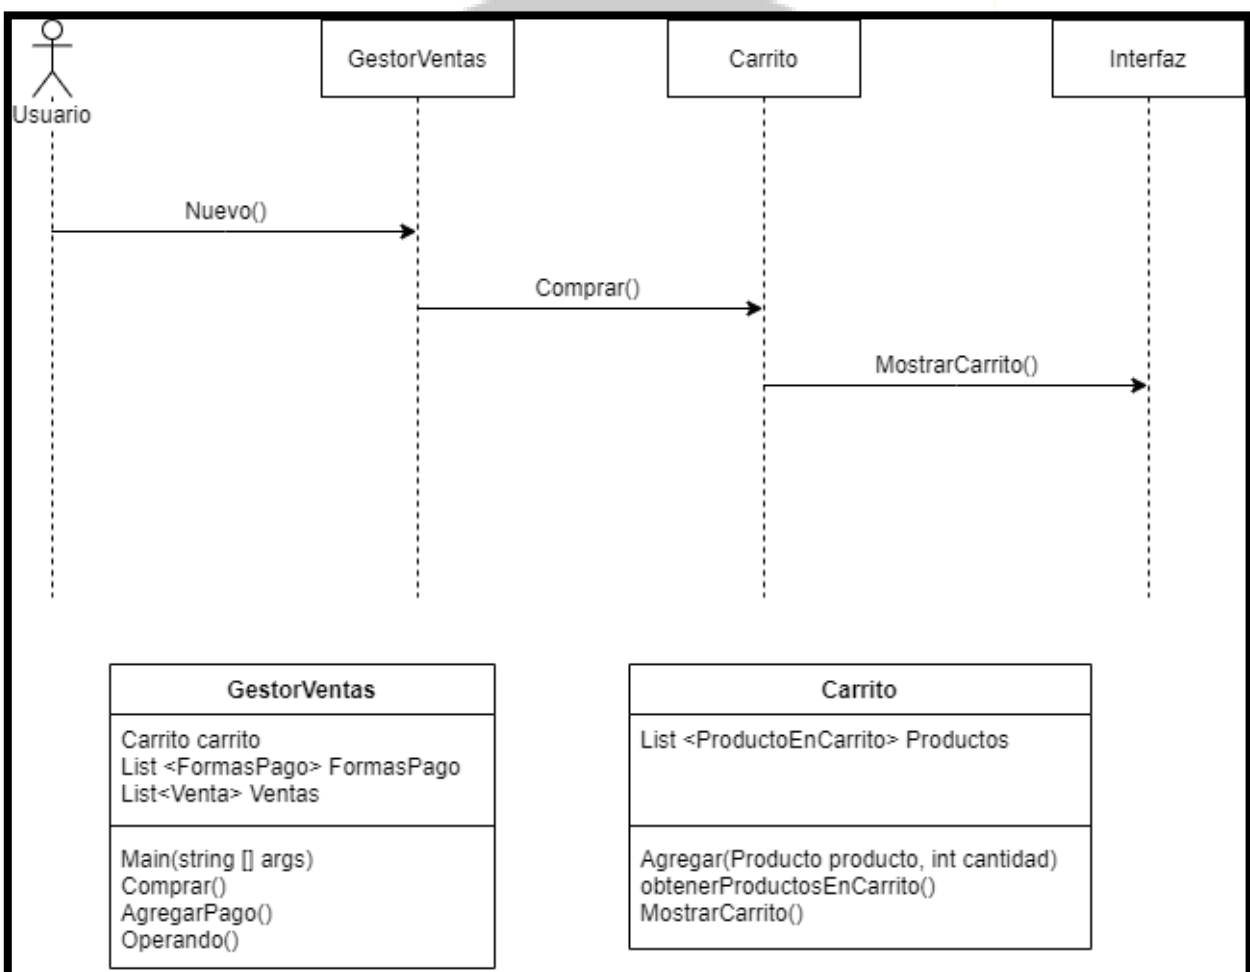 Usuario
GestorVentas
Carrito
Interfaz
Nuevo()
Comprar()
MostrarCarrito()
GestorVentas
Carrito carrito
List <FormasPago> FormasPago
List<Venta> Ventas
Main(string [] args)
Comprar()
AgregarPago()
Operando()
Carrito
List <ProductoEnCarrito> Productos
Agregar(Producto producto, int cantidad)
obtenerProductosEnCarrito()
MostrarCarrito()